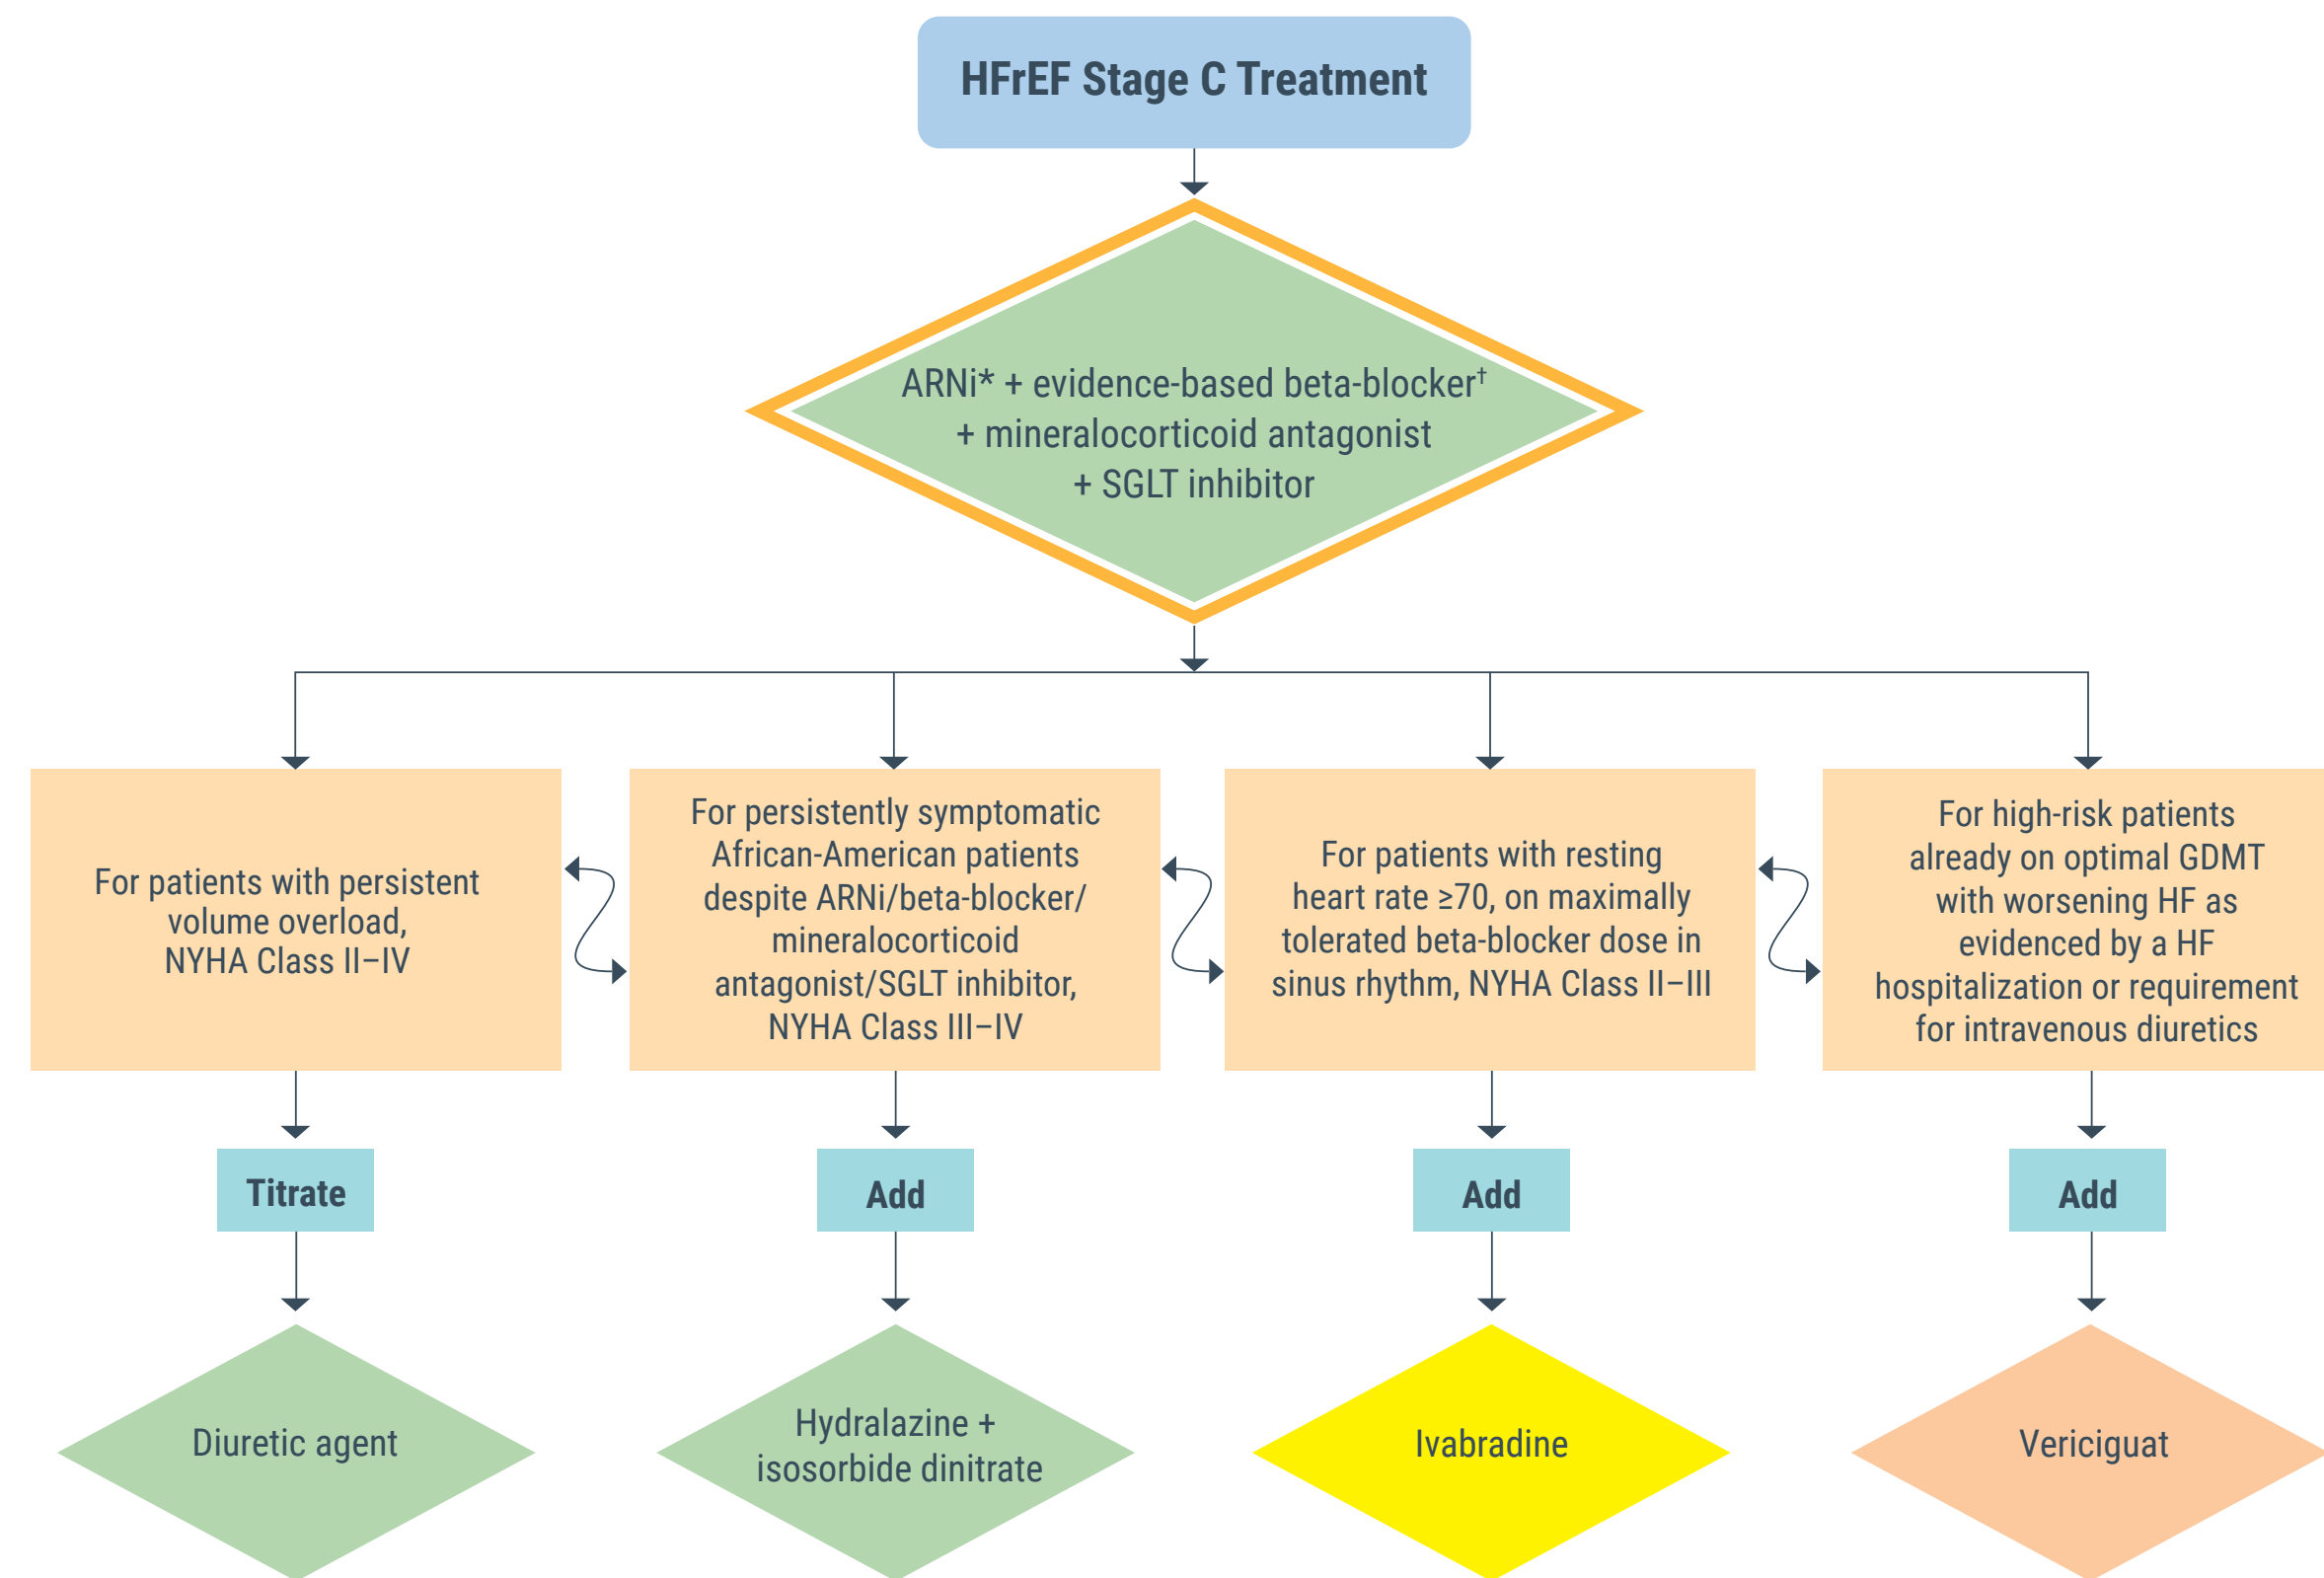 HFrEF Stage C Treatment
ARNi* + evidence-based beta-blocker†
+ mineralocorticoid antagonist
+ SGLT inhibitor
For patients with persistent
volume overload,
NYHA Class II–IV
For persistently symptomatic
African-American patients
despite ARNi/beta-blocker/
mineralocorticoid
antagonist/SGLT inhibitor,
NYHA Class III–IV
For patients with resting
heart rate ≥70, on maximally
tolerated beta-blocker dose in
sinus rhythm, NYHA Class II–III
For high-risk patients
already on optimal GDMT
with worsening HF as
evidenced by a HF
hospitalization or requirement
for intravenous diuretics
Titrate
Add
Add
Add
Diuretic agent
Hydralazine +
isosorbide dinitrate
Ivabradine
Vericiguat